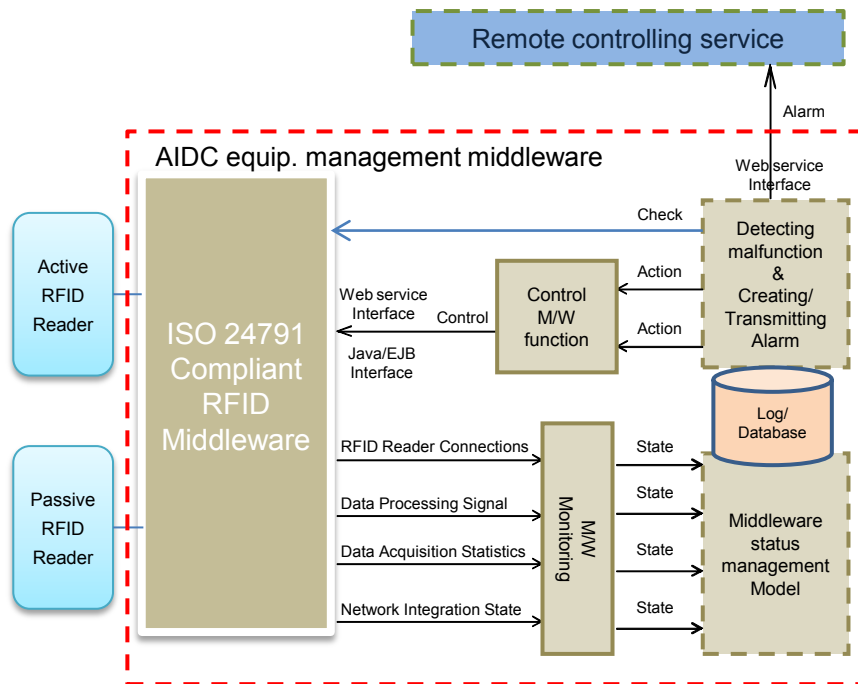 Remote controlling service
Alarm
AIDC equip. management middleware
Web service
Interface
Active
RFID
Reader
Passive
RFID
Reader
ISO 24791
Compliant
RFID
Middleware
Check
Detecting
malfunction
&
Creating/
Transmitting
Alarm
Action
Action
Control
M/W
function
Control
Web service
Interface
Java/EJB
Interface
Log/
Database
RFID Reader Connections
Data Processing Signal
Data Acquisition Statistics
Network Integration State
M/W
Monitoring
State
State
State
State
Middleware
status
management
Model